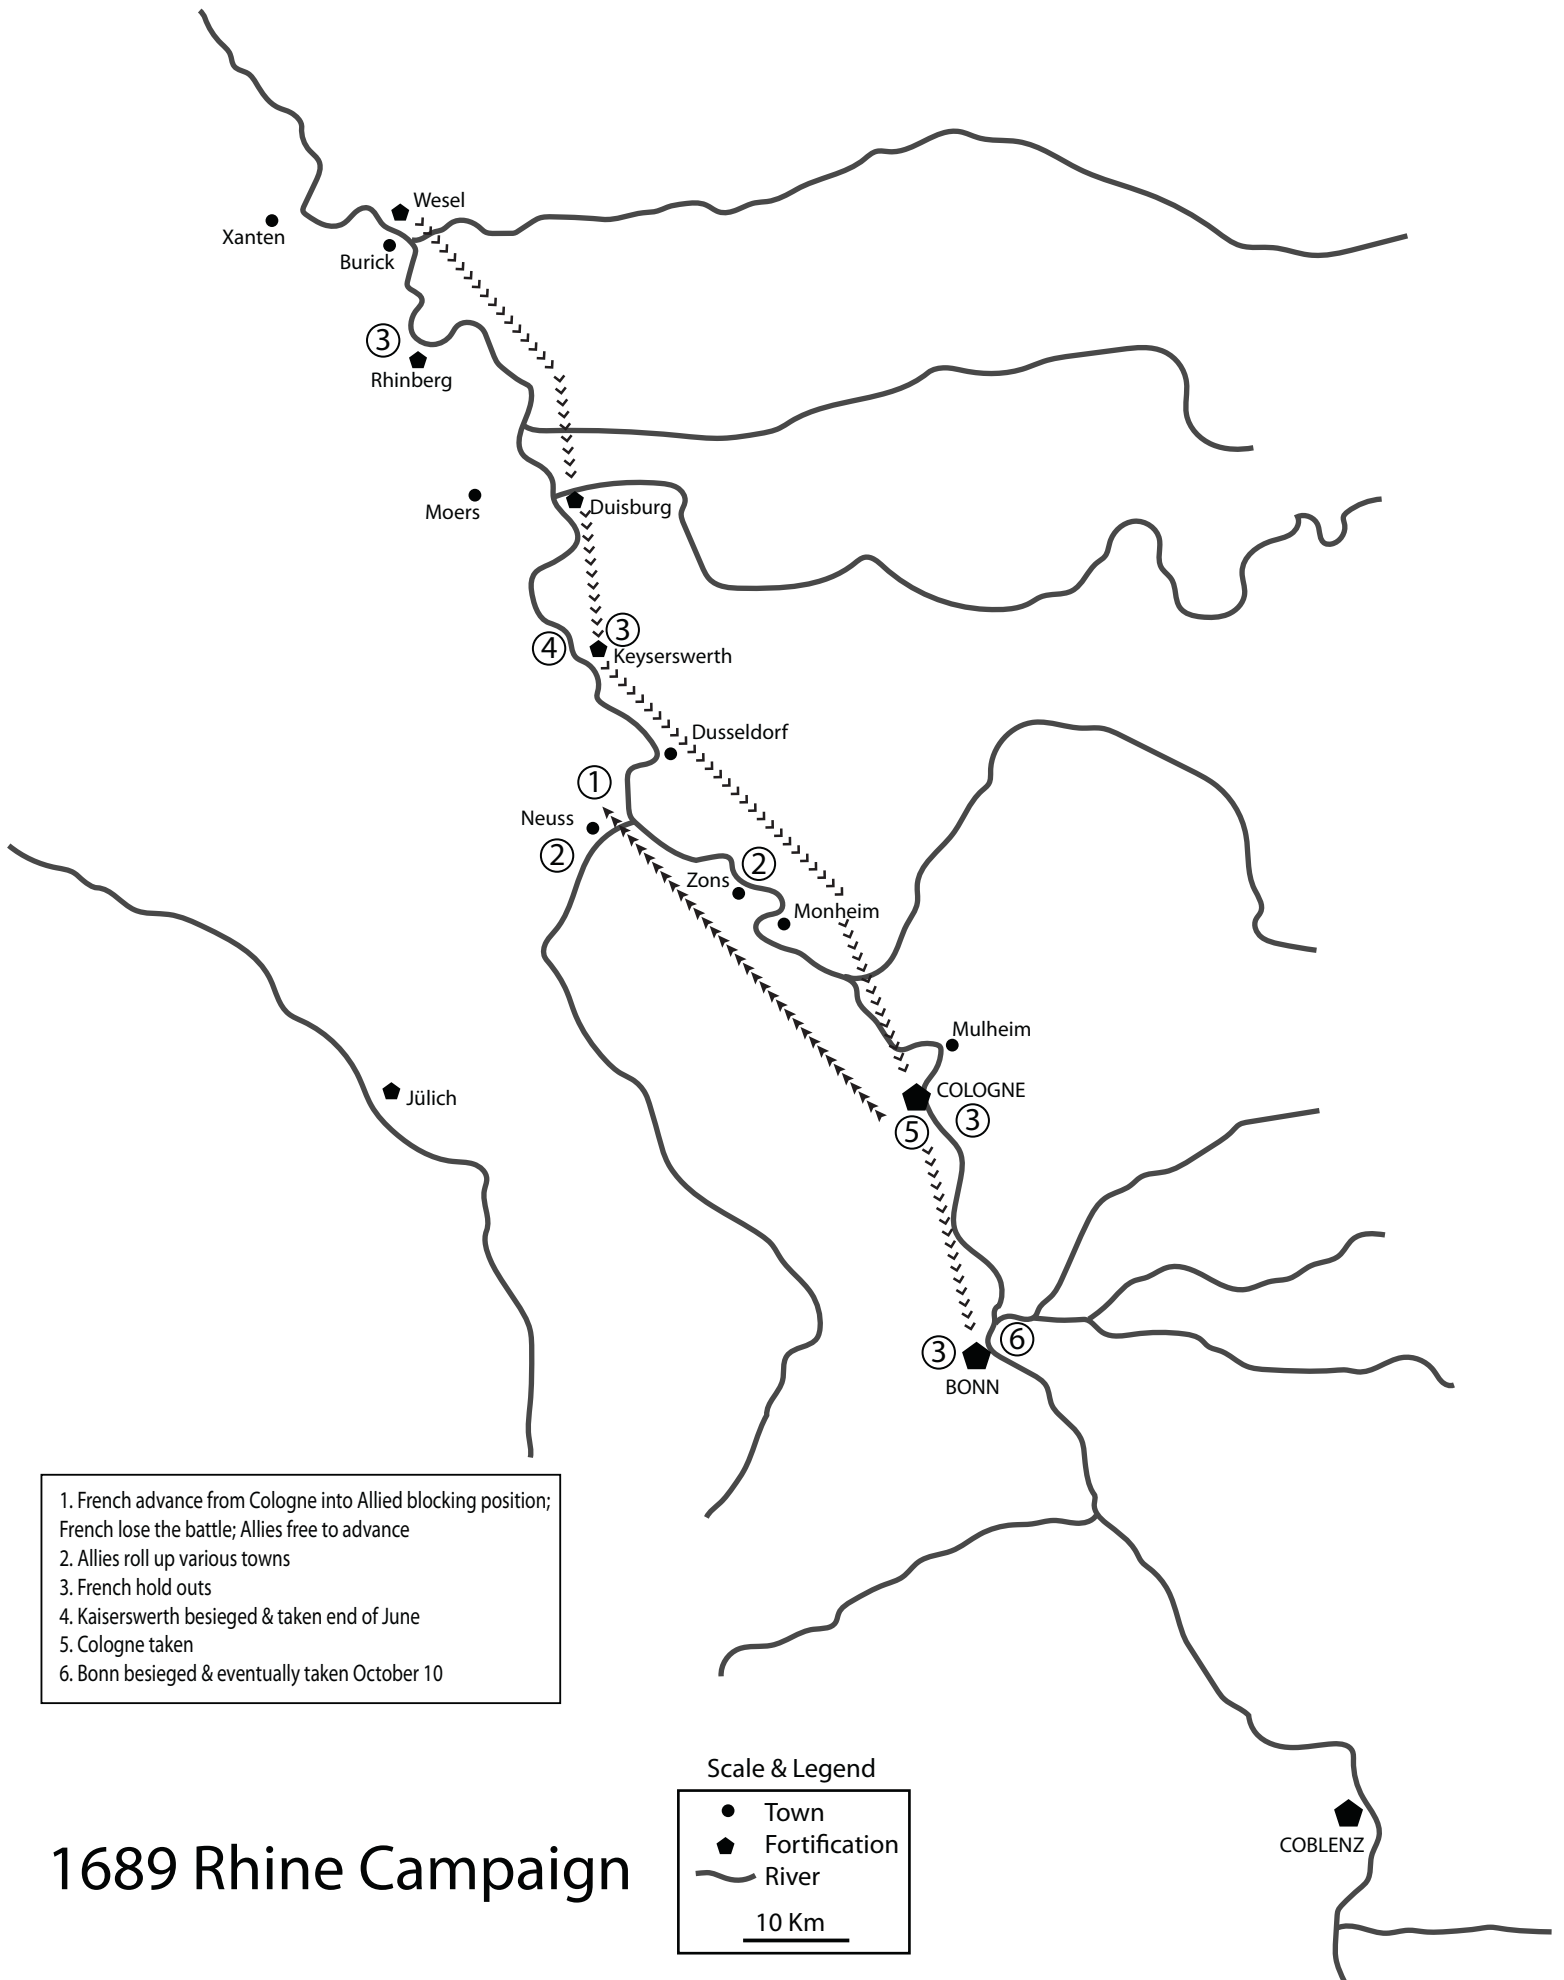 Wesel
Xanten
Burick
3
Rhinberg
Moers
Duisburg
3
4
Keyserswerth
Dusseldorf
1
Neuss
2
2
Zons
Monheim
Mulheim
COLOGNE
3
5
Jülich
6
3
BONN
1. French advance from Cologne into Allied blocking position;
French lose the battle; Allies free to advance
2. Allies roll up various towns
3. French hold outs
4. Kaiserswerth besieged & taken end of June
5. Cologne taken
6. Bonn besieged & eventually taken October 10
Scale & Legend
Town
Fortification
River
10 Km
COBLENZ
1689 Rhine Campaign